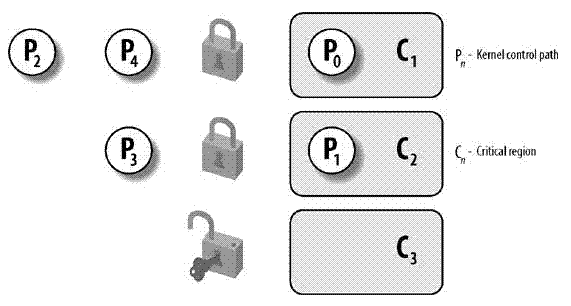 P2 P4 P0 C1 Pn - Kernel control path
P3 P1 C2 Cn - Critical region
C3